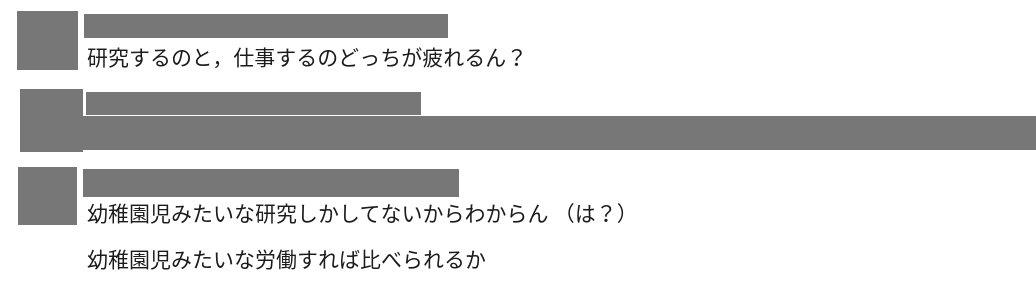 研究するのと，仕事するのどっちが疲れるん？
幼稚園児みたいな研究しかしてないからわからん （は？）
幼稚園児みたいな労働すれば比べられるか